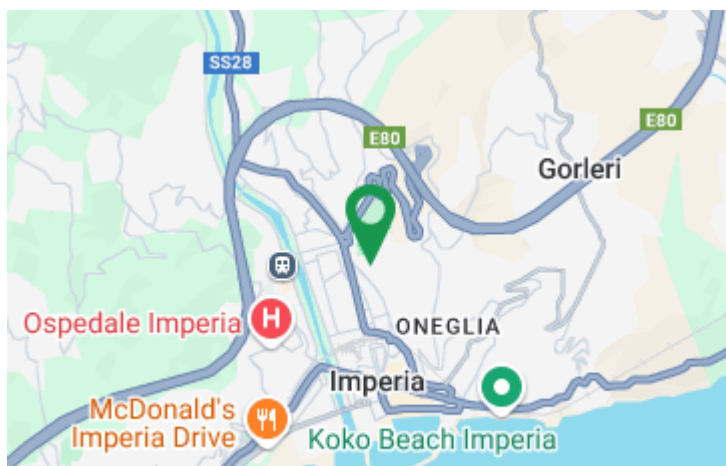 SS28
E80
E80
Gorleri
Ospedale Imperia
H
ONEGLIA
Imperia
McDonald's
Imperia Drive
Koko Beach Imperia